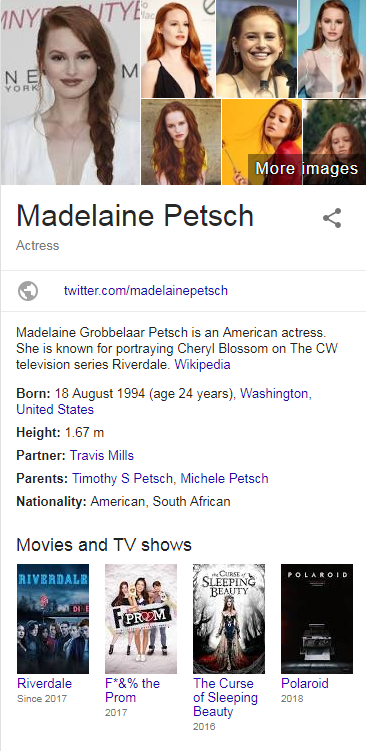 MNYBEAUTY
NE M
YORK
More images
Madelaine Petsch
Actress
twitter.com/madelainepetsch
Madelaine Grobbelaar Petsch is an American actress.
She is known for portraying Cheryl Blossom on The CW
television series Riverdale. Wikipedia
Born: 18 August 1994 (age 24 years), Washington,
United States
Height: 1.67 m
Partner: Travis Mills
Parents: Timothy S Petsch, Michele Petsch
Nationality: American, South African
Movies and TV shows
RIVERDALE
the CURSE OF
SLEEPING
BEAUTY
POLAROID
F*&% the
PROM
Riverdale
Since 2017
F*&% the
Prom
2017
The Curse
of Sleeping
Beauty
2016
Polaroid
2018